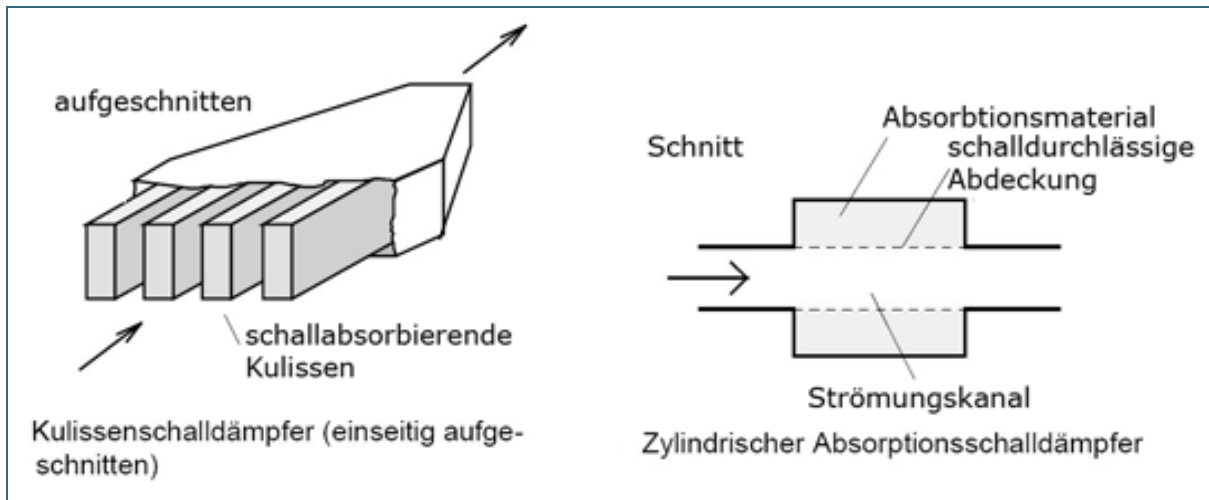 aufgeschnitten
schallabsorbierende
Kulissen
Kulissenschalldämpfer (einseitig aufge-
schnitten)
Schnitt
Absorbtionsmaterial
schalldurchlässige
Abdeckung
Strömungskanal
Zylindrischer Absorptionsschalldämpfer